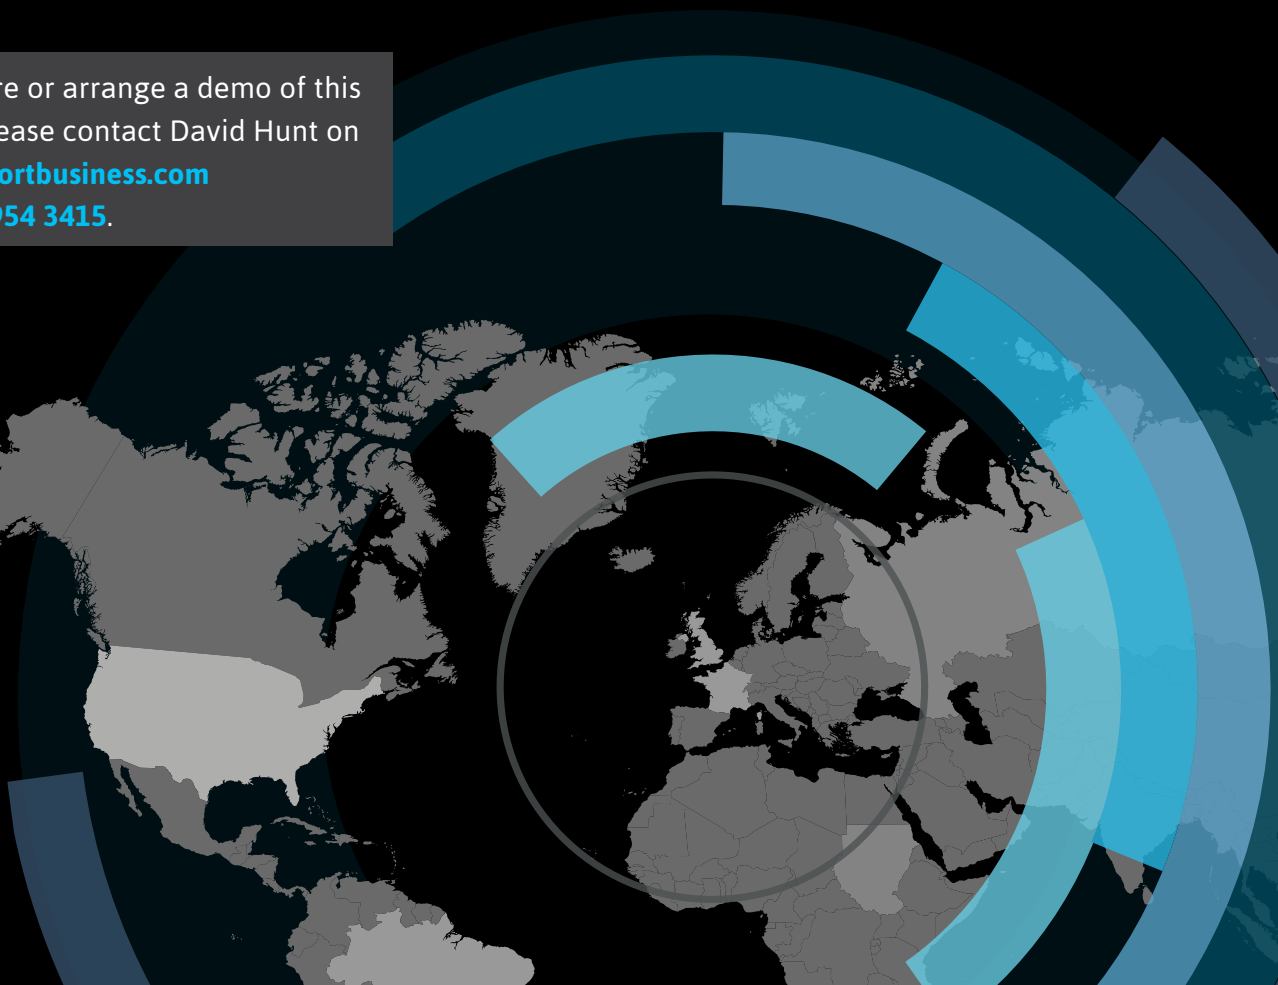 re or arrange a demo of this
ease contact David Hunt on
ortbusiness.com
954 3415.